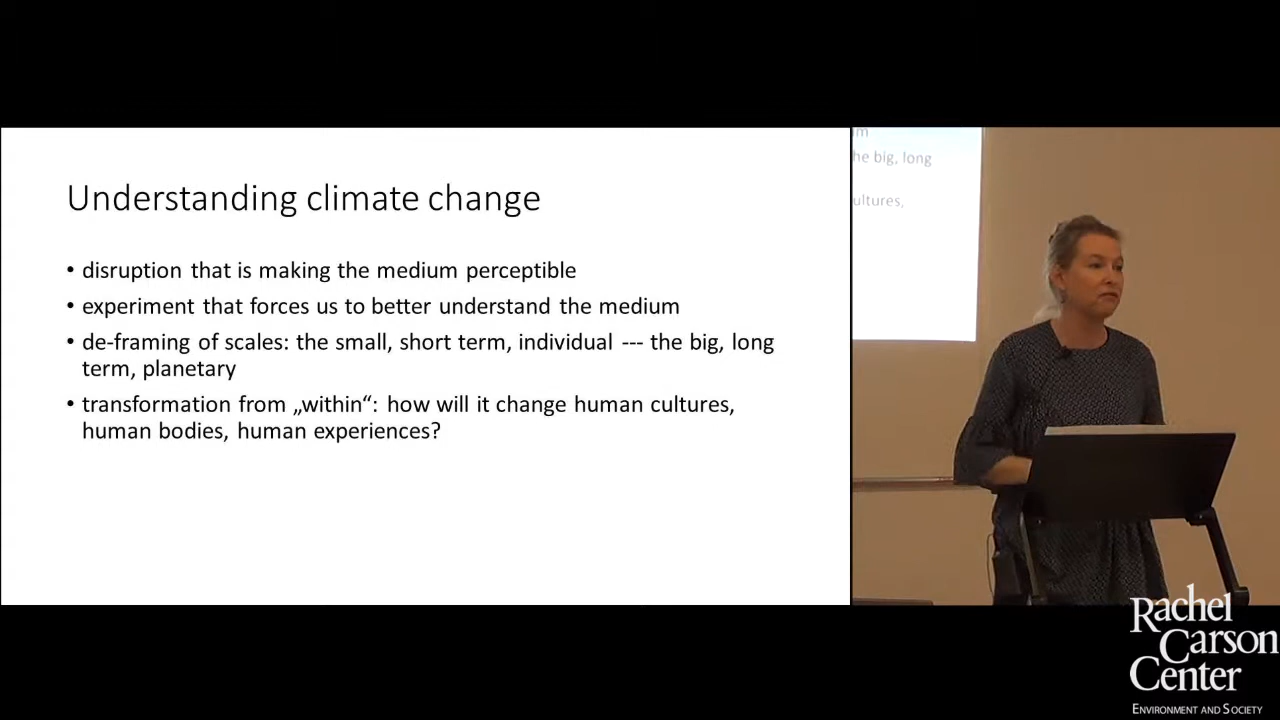 Understanding climate change
• disruption that is making the medium perceptible
• experiment that forces us to better understand the medium
• de-framing of scales: the small, short term, individual --- the big, long
term, planetary
• transformation from „within“: how will it change human cultures,
human bodies, human experiences?
he big, long
ultures,
Rachel
Carson
Center
ENVIRONMENT AND SOCIETY